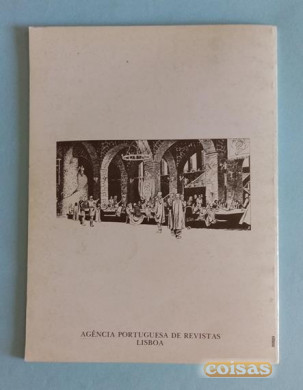 AGÊNCIA PORTUGUESA DE REVISTAS
LISBOA
coisas